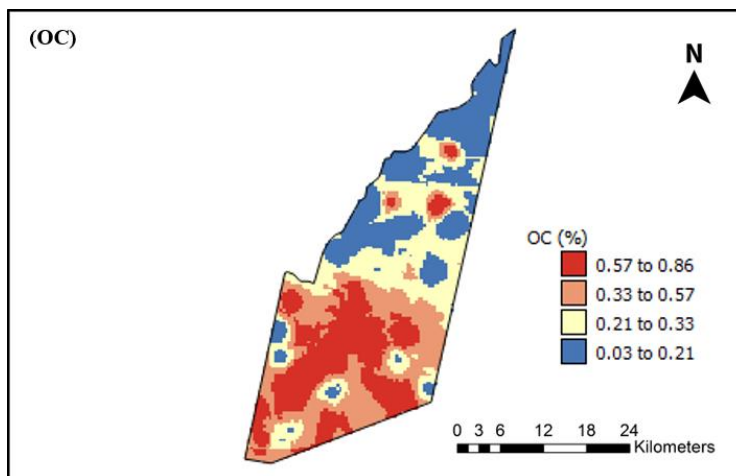 (OC)
N
OC (%)
0.57 to 0.86
0.33 to 0.57
0.21 to 0.33
0.03 to 0.21
0 3 6 12 18 24
Kilometers